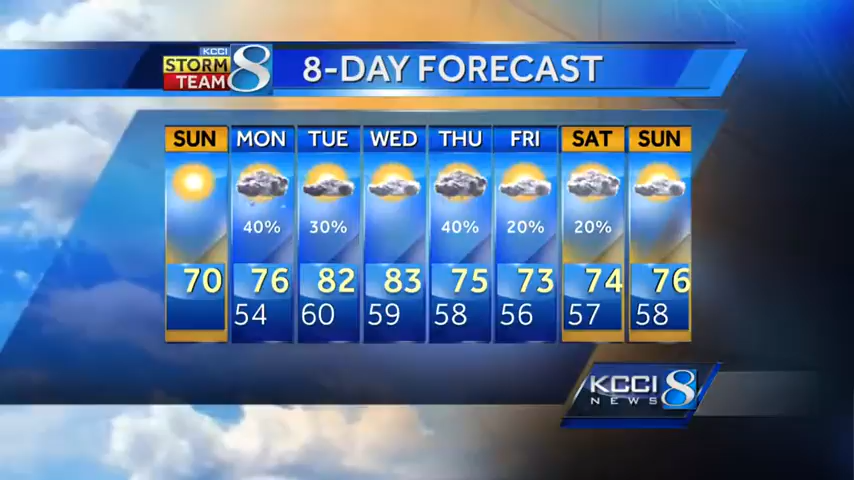 KCCI
STORM
TEAM 8
8-DAY FORECAST
SUN MON TUE WED THU FRI SAT SUN
40% 30% 40% 20% 20%
70 76 82 83 75 73 74 76
54 60 59 58 56 57 58
KCCI 8
NEWS